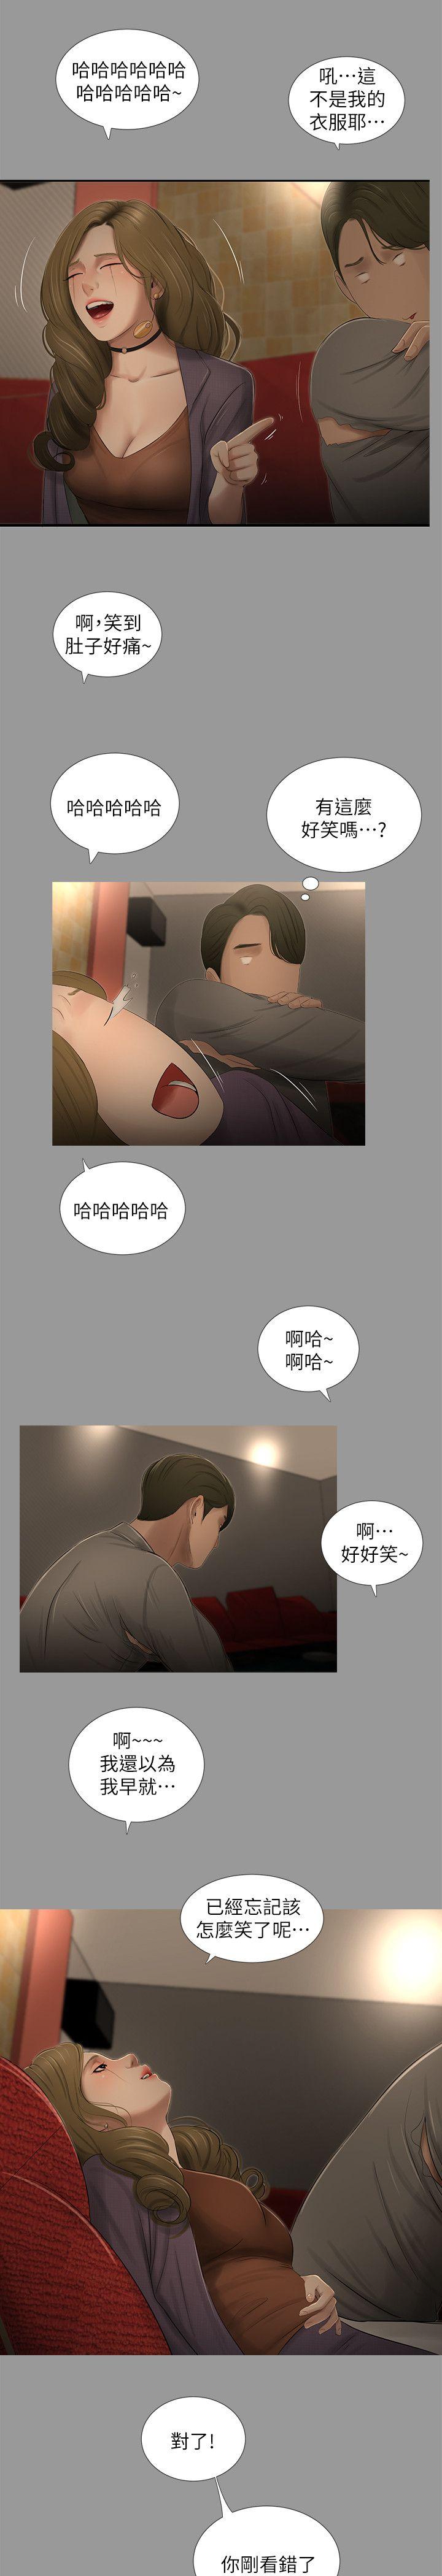 哈哈哈哈哈哈
哈哈哈哈哈~
吼⋯這
不是我的
衣服耶⋯
啊,笑到
肚子好痛~
哈哈哈哈哈
有這麼
好笑嗎⋯?
哈哈哈哈哈
啊哈~
啊哈~
啊⋯
好好笑~
啊~~~
我還以為
我早就⋯
已經忘記該
怎麼笑了呢⋯
對了!
你剛看錯了